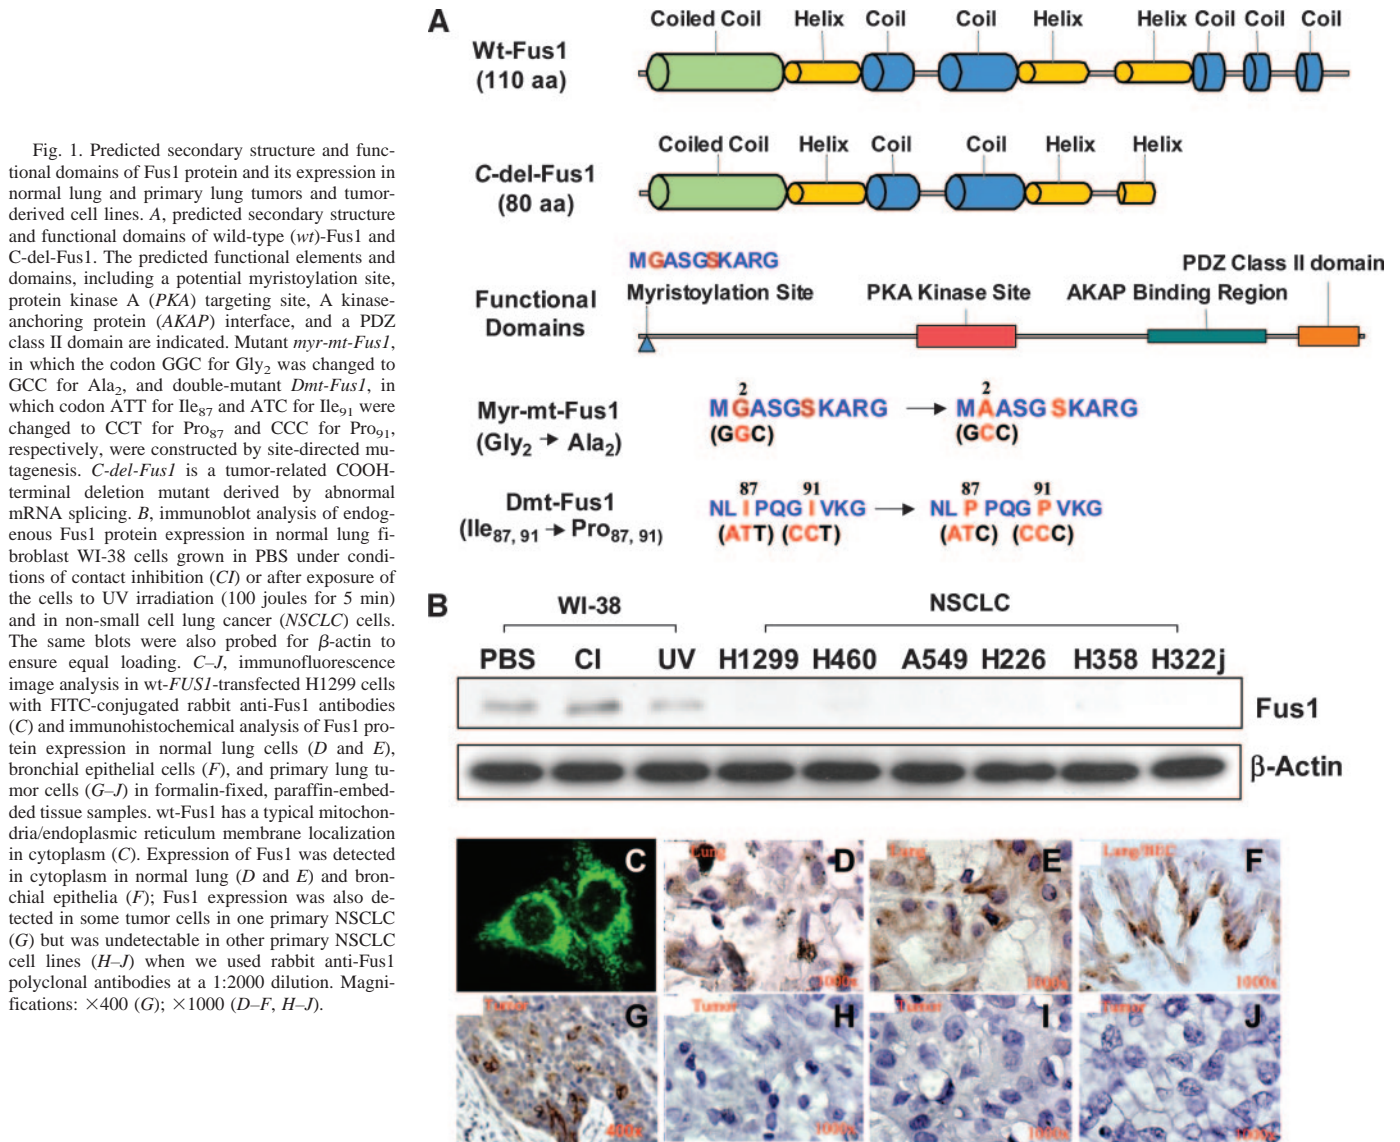 Fig. 1. Predicted secondary structure and func-
tional domains of Fus1 protein and its expression in
normal lung and primary lung tumors and tumor-
derived cell lines. A, predicted secondary structure
and functional domains of wild-type (wt)-Fus1 and
C-del-Fus1. The predicted functional elements and
domains, including a potential myristoylation site,
protein kinase A (PKA) targeting site, A kinase-
anchoring protein (AKAP) interface, and a PDZ
class II domain are indicated. Mutant myr-mt-Fus1,
in which the codon GGC for Gly2 was changed to
GCC for Ala2, and double-mutant Dmt-Fus1, in
which codon ATT for Ile87 and ATC for Ile91 were
changed to CCT for Pro87 and CCC for Pro91,
respectively, were constructed by site-directed mu-
tagenesis. C-del-Fus1 is a tumor-related COOH-
terminal deletion mutant derived by abnormal
mRNA splicing. B, immunoblot analysis of endog-
enous Fus1 protein expression in normal lung fi-
broblast WI-38 cells grown in PBS under condi-
tions of contact inhibition (CI) or after exposure of
the cells to UV irradiation (100 joules for 5 min)
and in non-small cell lung cancer (NSCLC) cells.
The same blots were also probed for β-actin to
ensure equal loading. C–J, immunofluorescence
image analysis in wt-FUS1-transfected H1299 cells
with FITC-conjugated rabbit anti-Fus1 antibodies
(C) and immunohistochemical analysis of Fus1 pro-
tein expression in normal lung cells (D and E),
bronchial epithelial cells (F), and primary lung tu-
mor cells (G–J) in formalin-fixed, paraffin-embed-
ded tissue samples. wt-Fus1 has a typical mitochon-
dria/endoplasmic reticulum membrane localization
in cytoplasm (C). Expression of Fus1 was detected
in cytoplasm in normal lung (D and E) and bron-
chial epithelia (F); Fus1 expression was also de-
tected in some tumor cells in one primary NSCLC
(G) but was undetectable in other primary NSCLC
cell lines (H–J) when we used rabbit anti-Fus1
polyclonal antibodies at a 1:2000 dilution. Magni-
fications: ×400 (G); ×1000 (D–F, H–J).
A
Coiled Coil Helix Coil Coil Helix Helix Coil Coil Coil
Wt-Fus1
(110 aa)
Coiled Coil Helix Coil Coil Helix Helix
C-del-Fus1
(80 aa)
MGASGSKARG
PDZ Class II domain
Myristoylation Site PKA Kinase Site AKAP Binding Region
Functional
Domains
2 2
Myr-mt-Fus1 MGASGSKARG → MAASGSKARG
(Gly2 → Ala2) (GGC) (GCC)
87 91 87 91
Dmt-Fus1 NLIPQGIVKG → NLPPQGPVKG
(Ile87, 91 → Pro87, 91) (ATT) (CCT) (ATC) (CCC)
B
WI-38 NSCLC
PBS CI UV H1299 H460 A549 H226 H358 H322j
Fus1
β-Actin
C
Lung D 1000x
Lung E 1000x
Lung/BEC F 1000x
Tumor G 400x
Tumor H 1000x
Tumor I 1000x
Tumor J 1000x